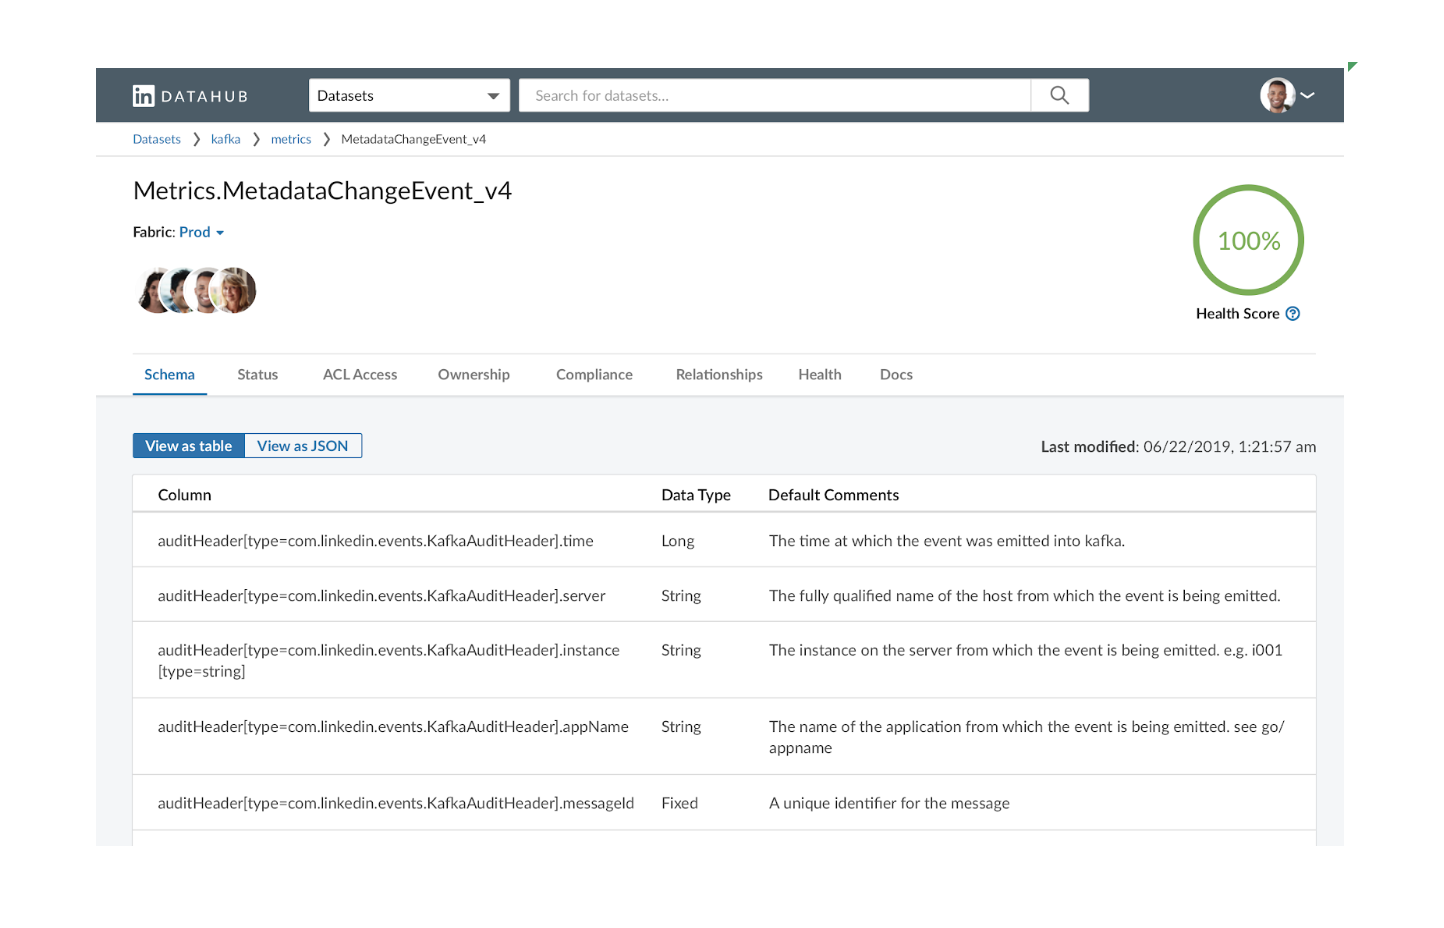 in DATAHUB Datasets Search for datasets...
Datasets kafka metrics MetadataChangeEvent_v4
Metrics.MetadataChangeEvent_v4
Fabric: Prod
100%
Health Score ?
Schema Status ACL Access Ownership Compliance Relationships Health Docs
View as table View as JSON Last modified: 06/22/2019, 1:21:57 am
Column Data Type Default Comments
auditHeader[type=com.linkedin.events.KafkaAuditHeader].time Long The time at which the event was emitted into kafka.
auditHeader[type=com.linkedin.events.KafkaAuditHeader].server String The fully qualified name of the host from which the event is being emitted.
auditHeader[type=com.linkedin.events.KafkaAuditHeader].instance String The instance on the server from which the event is being emitted. e.g. i001
[type=string]
auditHeader[type=com.linkedin.events.KafkaAuditHeader].appName String The name of the application from which the event is being emitted. see go/
appname
auditHeader[type=com.linkedin.events.KafkaAuditHeader].messageId Fixed A unique identifier for the message